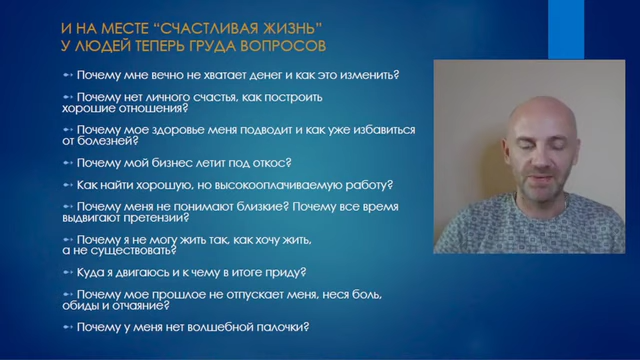 И НА МЕСТЕ “СЧАСТЛИВАЯ ЖИЗНЬ”
У ЛЮДЕЙ ТЕПЕРЬ ГРУДА ВОПРОСОВ
Почему мне вечно не хватает денег и как это изменить?
Почему нет личного счастья, как построить
хорошие отношения?
Почему мое здоровье меня подводит и как уже избавиться
от болезней?
Почему мой бизнес летит под откос?
Как найти хорошую, но высокооплачиваемую работу?
Почему меня не понимают близкие? Почему все время
выдвигают претензии?
Почему я не могу жить так, как хочу жить,
а не существовать?
Куда я двигаюсь и к чему в итоге приду?
Почему мое прошлое не отпускает меня, неся боль,
обиды и отчаяние?
Почему у меня нет волшебной палочки?